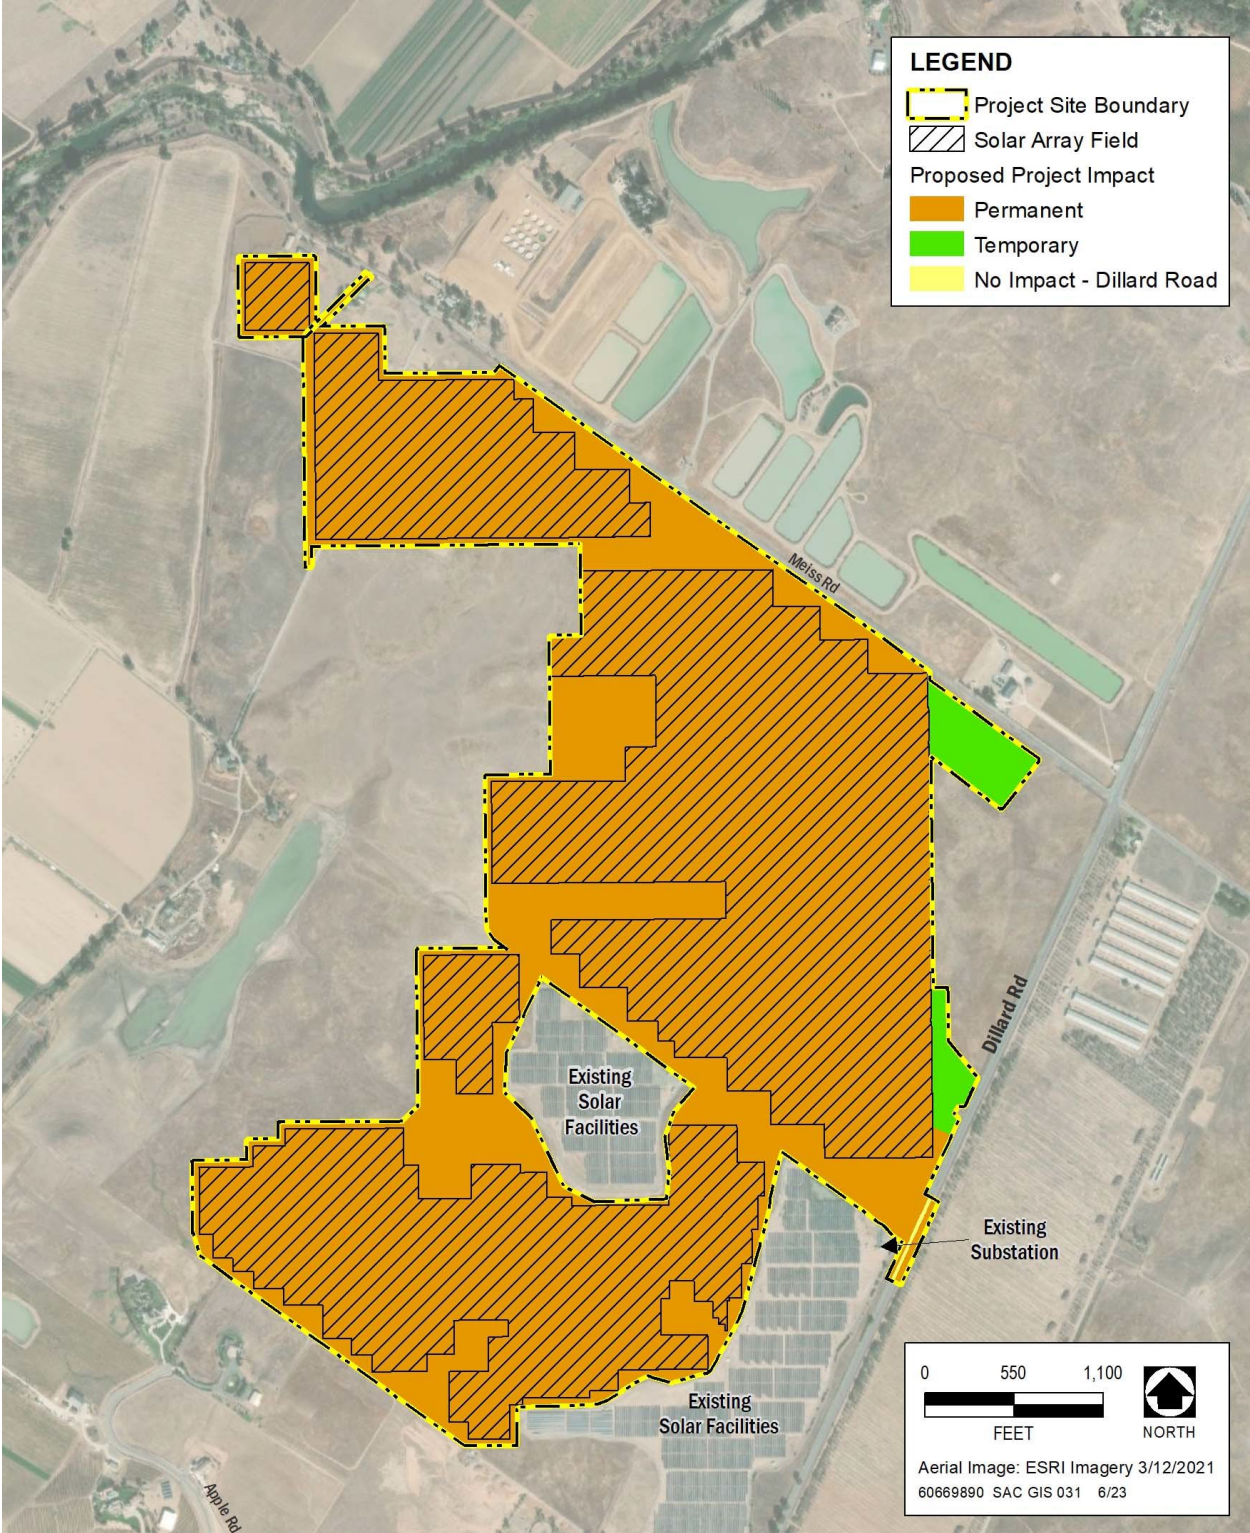 LEGEND
Project Site Boundary
Solar Array Field
Proposed Project Impact
Permanent
Temporary
No Impact - Dillard Road
Meiss Rd
Dillard Rd
Existing
Solar
Facilities
Existing
Substation
Existing
Solar Facilities
Apple Rd
0 550 1,100
FEET
NORTH
Aerial Image: ESRI Imagery 3/12/2021
60669890 SAC GIS 031 6/23